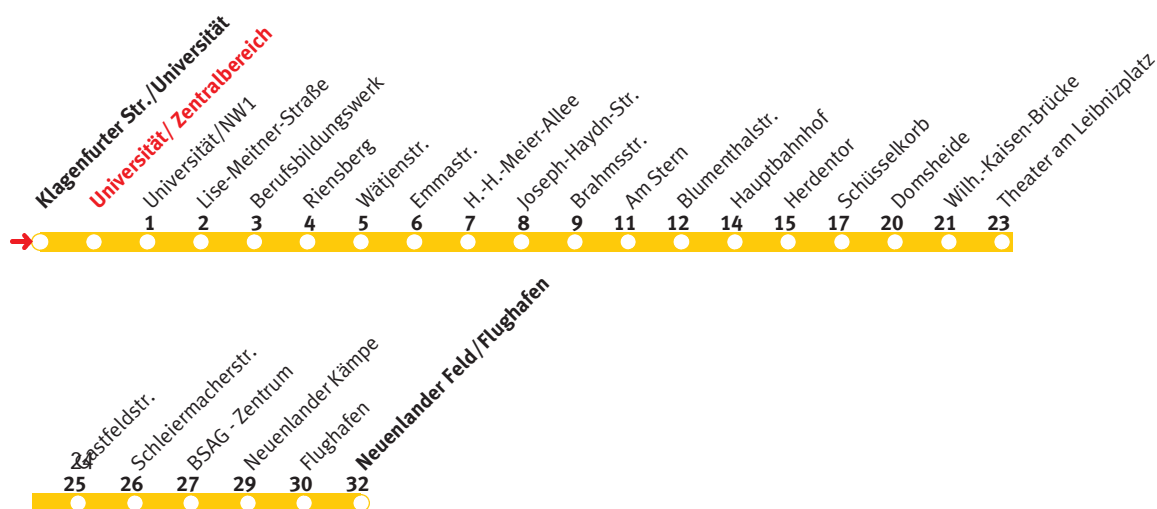 Klagenfurter Str./Universität
Universität/ Zentralbereich
Universität/NW1
Lise-Meitner-Straße
Berufsbildungswerk
Riensberg
Wätjenstr.
Emmastr.
H.-H.-Meier-Allee
Joseph-Haydn-Str.
Brahmsstr.
Am Stern
Blumenthalstr.
Hauptbahnhof
Herdentor
Schüsselkorb
Domsheide
Wilh.-Kaisen-Brücke
Theater am Leibnizplatz
1 2 3 4 5 6 7 8 9 11 12 14 15 17 20 21 23
Gastfeldstr.
Schleiermacherstr.
BSAG - Zentrum
Neuenlander Kämpe
Flughafen
Neuenlander Feld/Flughafen
24
25 26 27 29 30 32